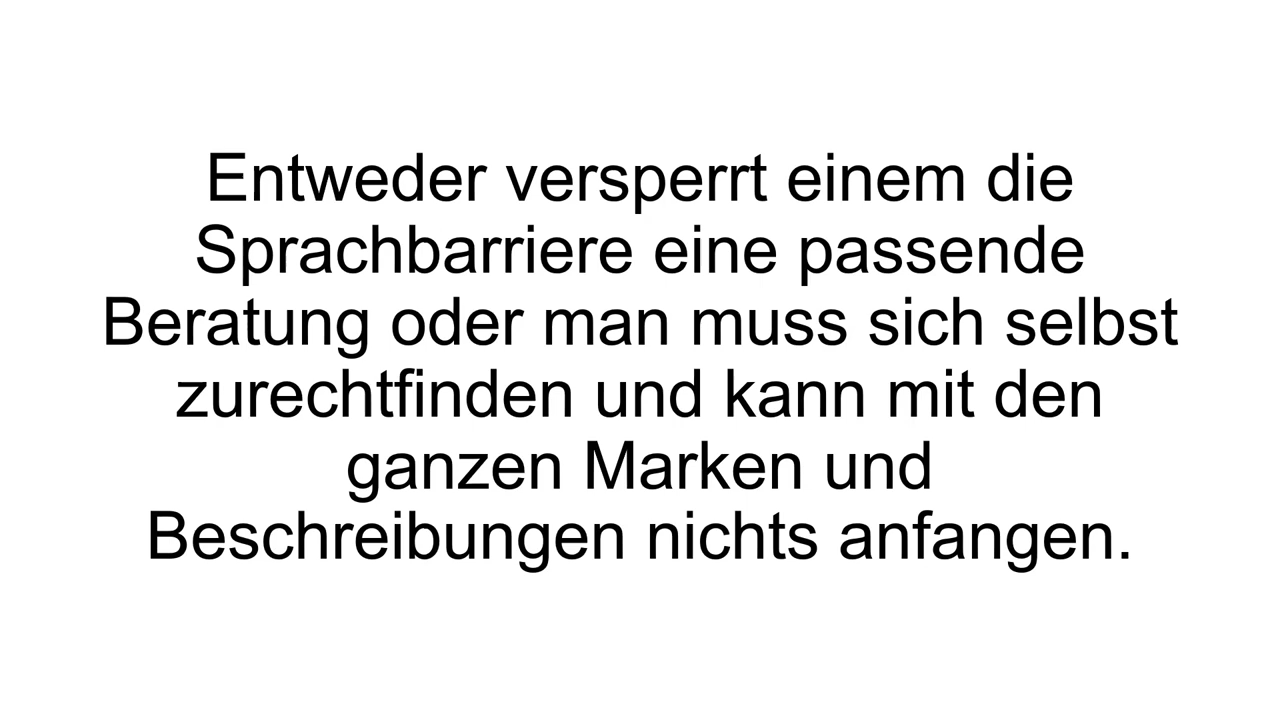 Entweder versperrt einem die
Sprachbarriere eine passende
Beratung oder man muss sich selbst
zurechtfinden und kann mit den
ganzen Marken und
Beschreibungen nichts anfangen.